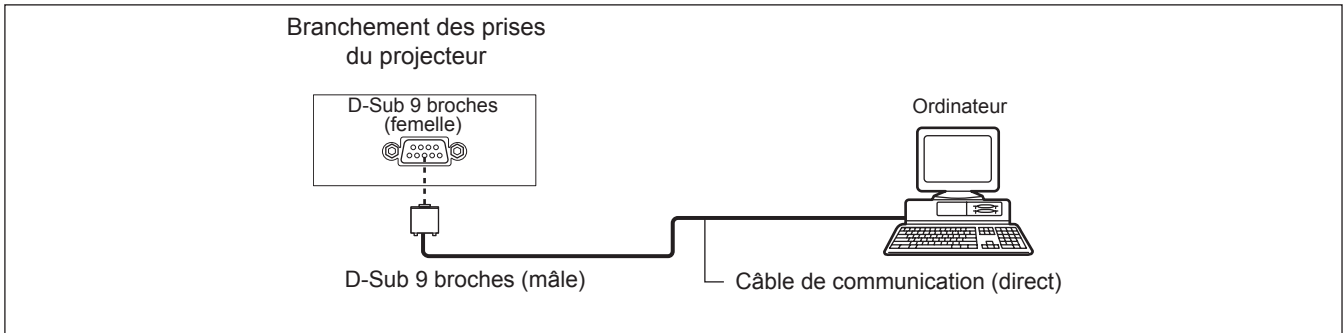 Branchement des prises
du projecteur
D-Sub 9 broches
(femelle)
Ordinateur
D-Sub 9 broches (mâle)
Câble de communication (direct)